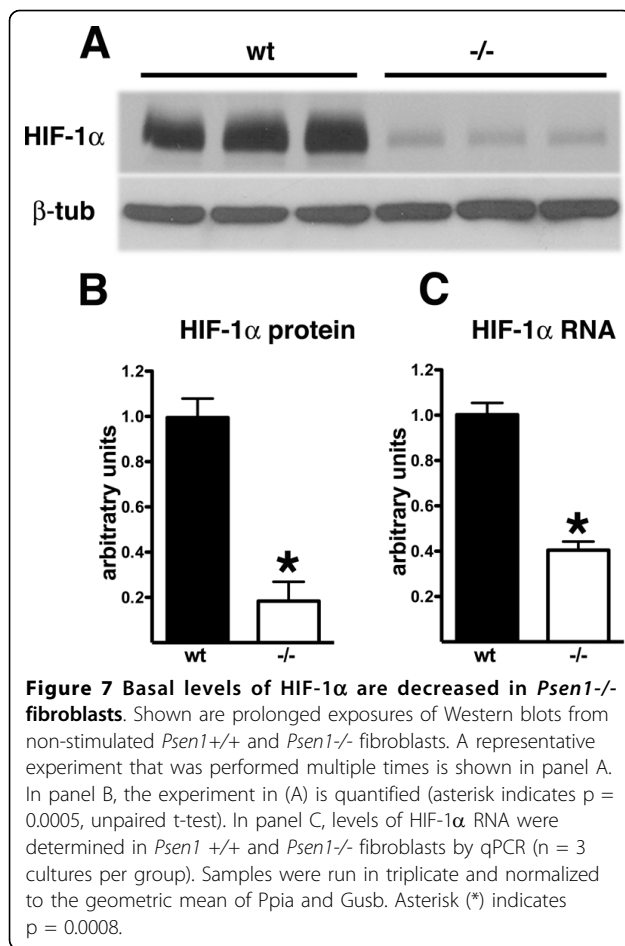 A
wt -/-
HIF-1α
β-tub
B C
HIF-1α protein HIF-1α RNA
1.2 1.2
1.0 1.0
0.8 0.8
0.6 0.6
0.4 0.4
0.2 0.2
arbitratry units arbitrary units
* *
wt -/- wt -/-
Figure 7 Basal levels of HIF-1α are decreased in Psen1-/-
fibroblasts. Shown are prolonged exposures of Western blots from
non-stimulated Psen1+/+ and Psen1-/- fibroblasts. A representative
experiment that was performed multiple times is shown in panel A.
In panel B, the experiment in (A) is quantified (asterisk indicates p =
0.0005, unpaired t-test). In panel C, levels of HIF-1α RNA were
determined in Psen1 +/+ and Psen1-/- fibroblasts by qPCR (n = 3
cultures per group). Samples were run in triplicate and normalized
to the geometric mean of Ppia and Gusb. Asterisk (*) indicates
p = 0.0008.